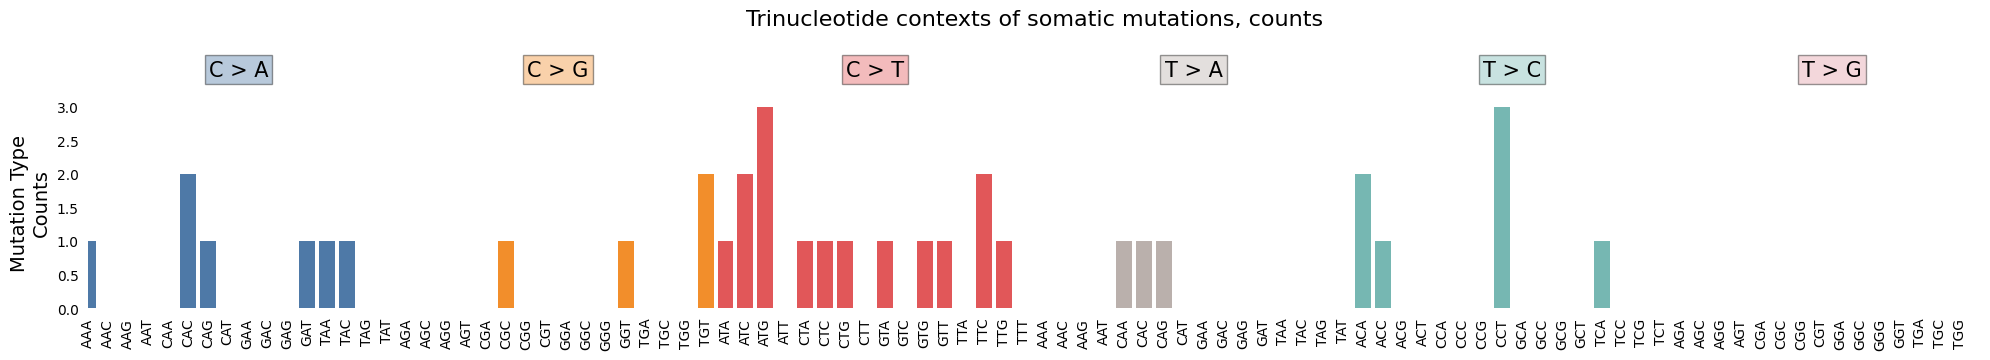 Trinucleotide contexts of somatic mutations, counts
C > A
C > G
C > T
T > A
T > C
T > G
Mutation Type
Counts
3.0
2.5
2.0
1.5
1.0
0.5
0.0
AAA AAC AAG AAT CAA CAC CAG CAT GAA GAC GAG GAT TAA TAC TAG TAT AGA AGC AGG AGT CGA CGC CGG CGT GGA GGC GGG GGT TGA TGC TGG TGT ATA ATC ATG ATT CTA CTC CTG CTT GTA GTC GTG GTT TTA TTC TTG TTT AAA AAC AAG AAT CAA CAC CAG CAT GAA GAC GAG GAT TAA TAC TAG TAT ACA ACC ACG ACT CCA CCC CCG CCT GCA GCC GCG GCT TCA TCC TCG TCT AGA AGC AGG AGT CGA CGC CGG CGT GGA GGC GGG GGT TGA TGC TGG